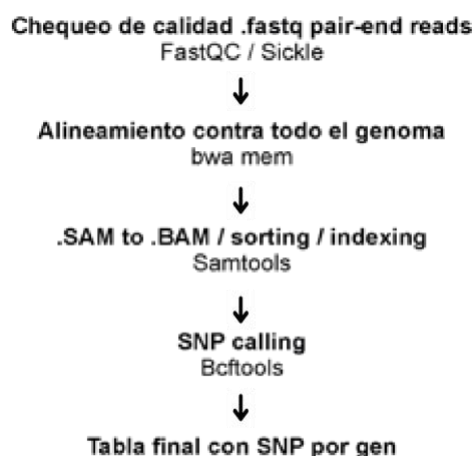 Chequeo de calidad .fastq pair-end reads
FastQC / Sickle
Alineamiento contra todo el genoma
bwa mem
.SAM to .BAM / sorting / indexing
Samtools
SNP calling
Bcftools
Tabla final con SNP por gen